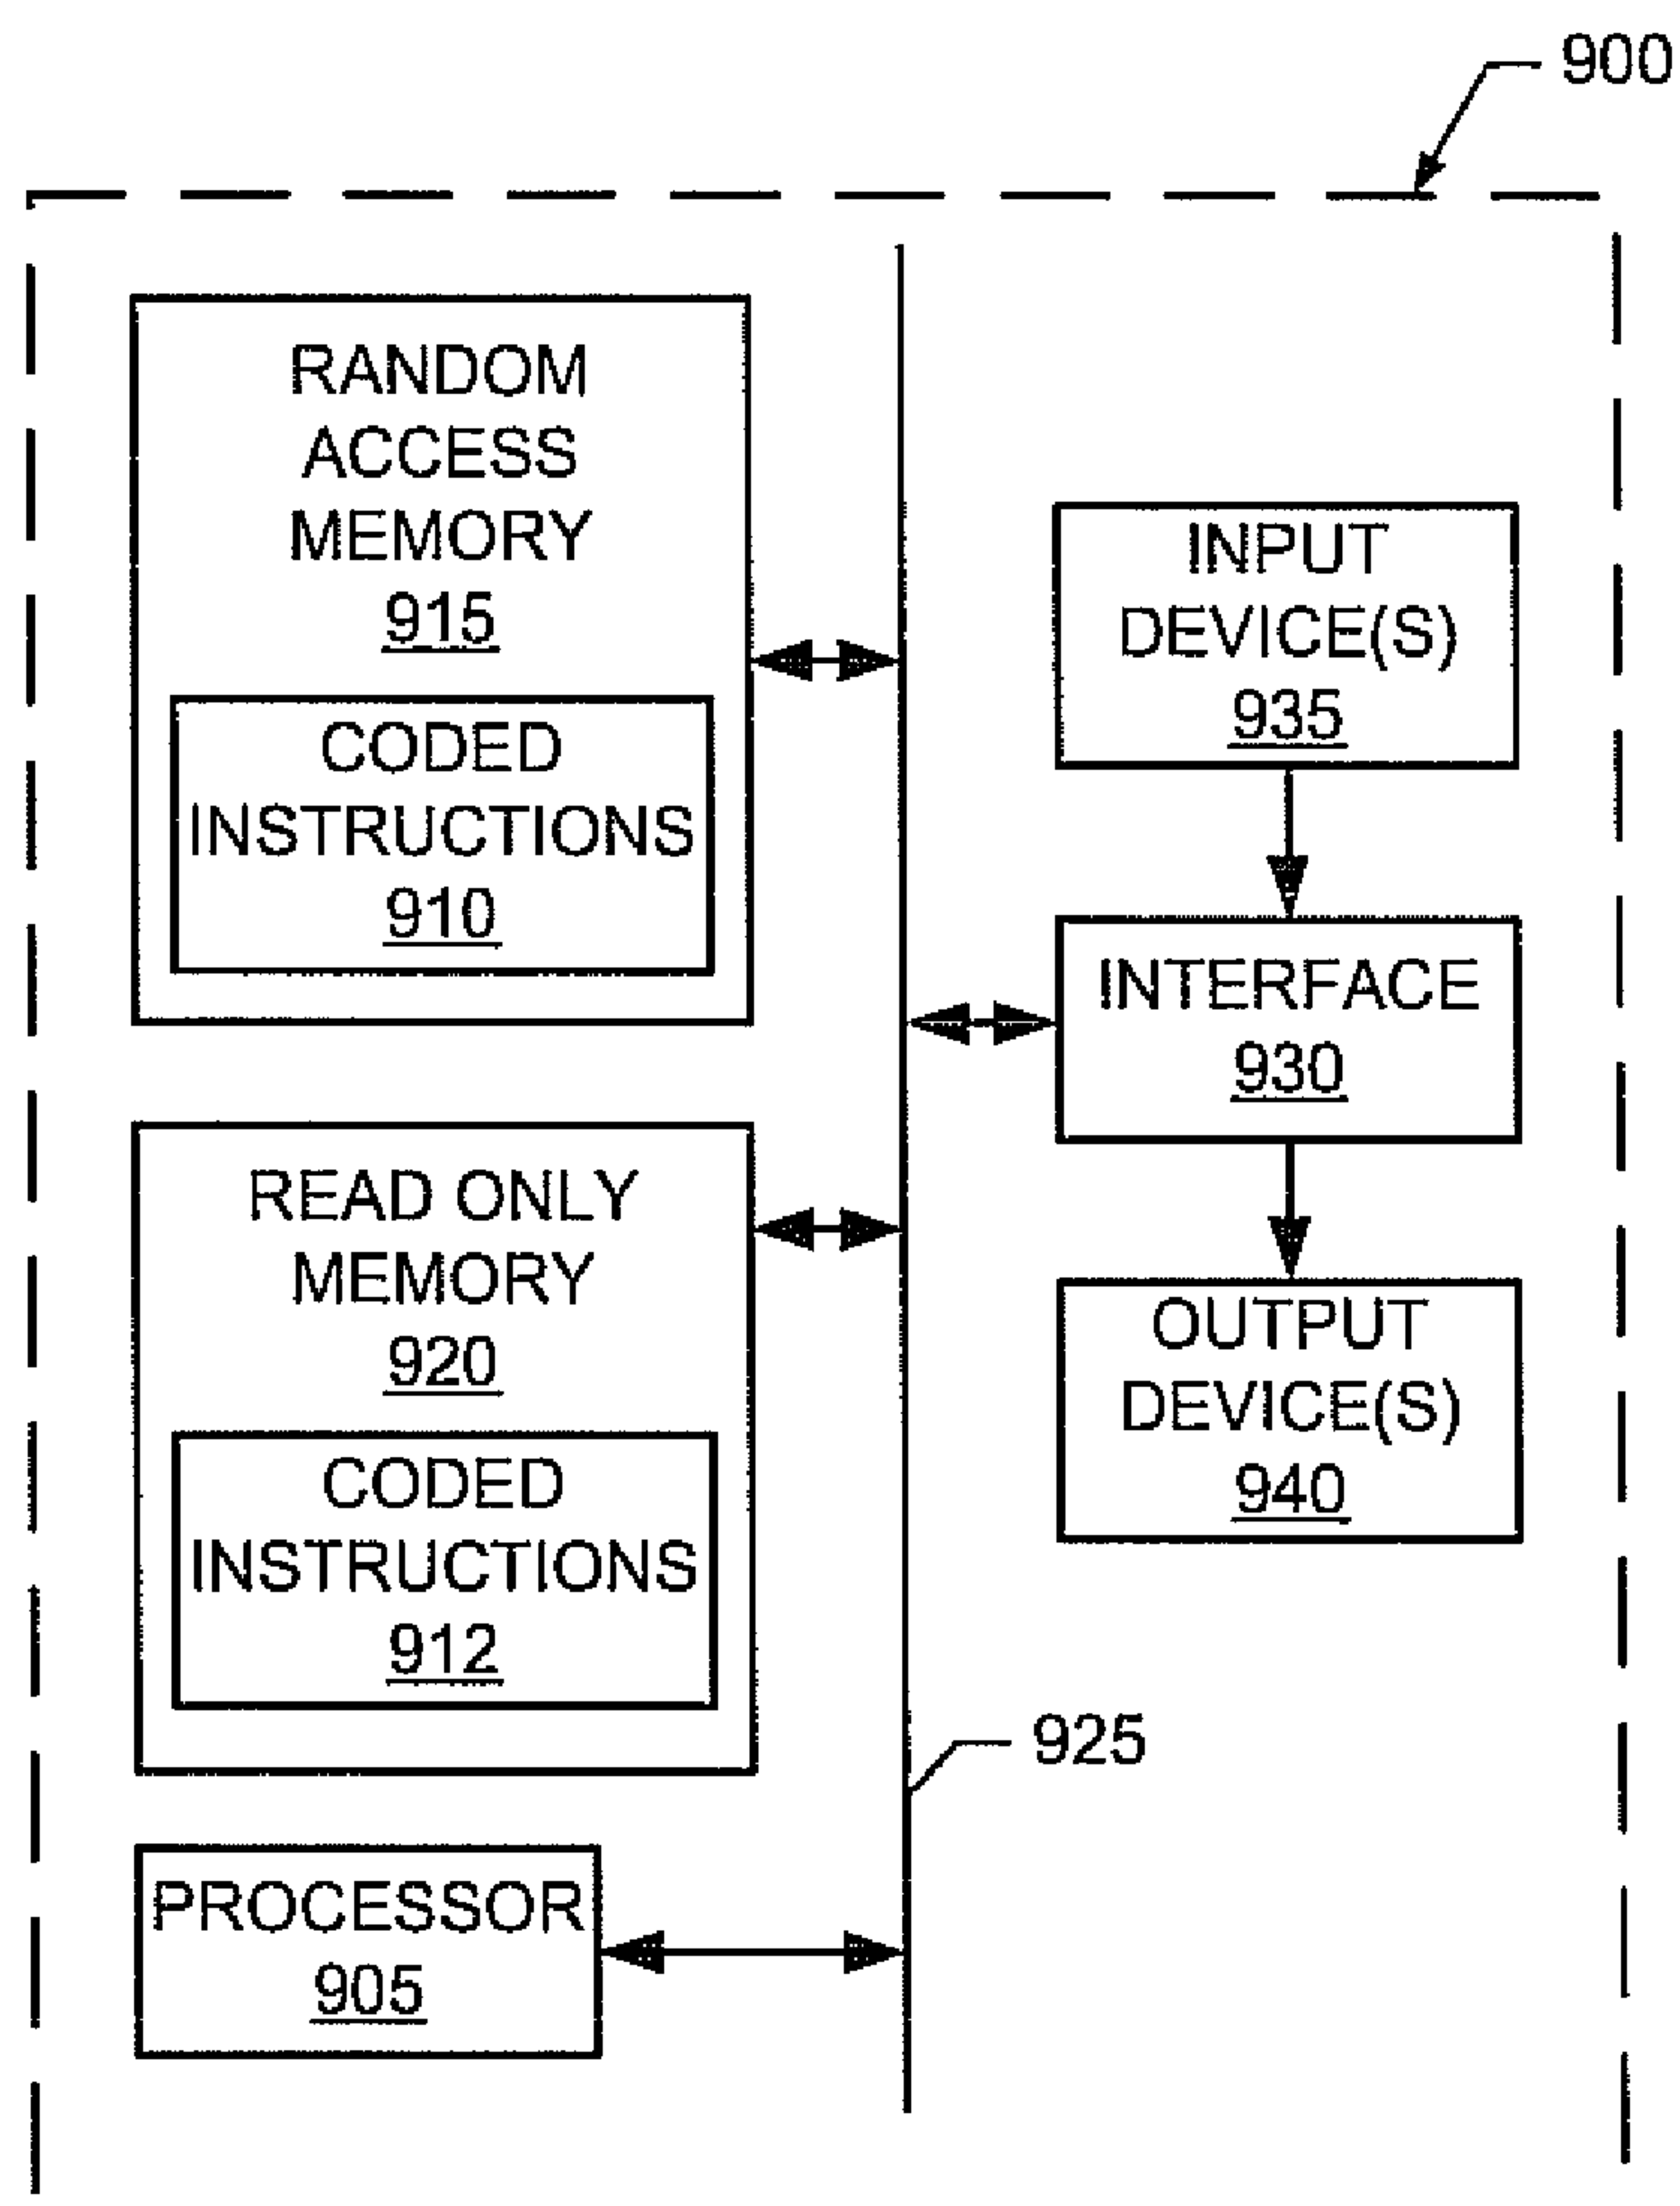 900
RANDOM
ACCESS
MEMORY
915
CODED
INSTRUCTIONS
910
READ ONLY
MEMORY
920
CODED
INSTRUCTIONS
912
PROCESSOR
905
INPUT
DEVICE(S)
935
INTERFACE
930
OUTPUT
DEVICE(S)
940
925